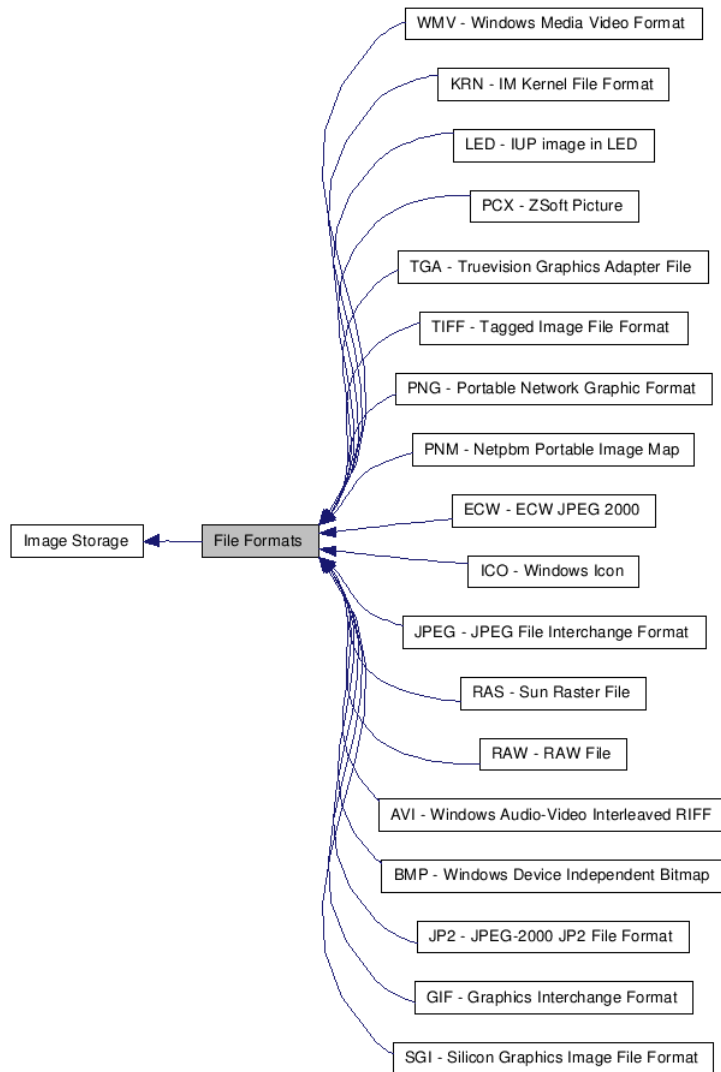 WMV - Windows Media Video Format
KRN - IM Kernel File Format
LED - IUP image in LED
PCX - ZSoft Picture
TGA - Truevision Graphics Adapter File
TIFF - Tagged Image File Format
PNG - Portable Network Graphic Format
PNM - Netpbm Portable Image Map
ECW - ECW JPEG 2000
Image Storage
File Formats
ICO - Windows Icon
JPEG - JPEG File Interchange Format
RAS - Sun Raster File
RAW - RAW File
AVI - Windows Audio-Video Interleaved RIFF
BMP - Windows Device Independent Bitmap
JP2 - JPEG-2000 JP2 File Format
GIF - Graphics Interchange Format
SGI - Silicon Graphics Image File Format